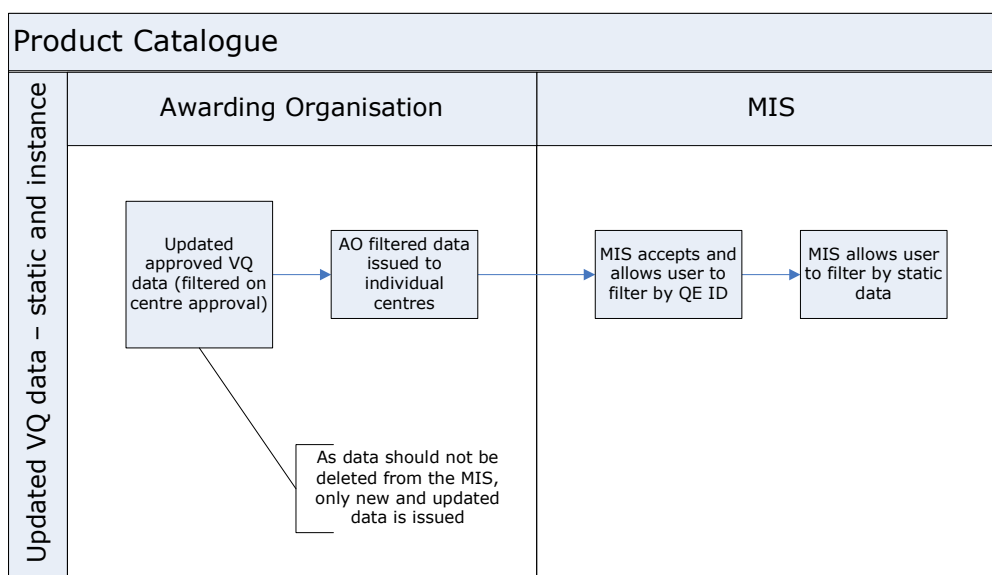 Product Catalogue
Updated VQ data – static and instance
Awarding Organisation
MIS
Updated
approved VQ
data (filtered on
centre approval)
AO filtered data
issued to
individual
centres
MIS accepts and
allows user to
filter by QE ID
MIS allows user
to filter by static
data
As data should not be
deleted from the MIS,
only new and updated
data is issued